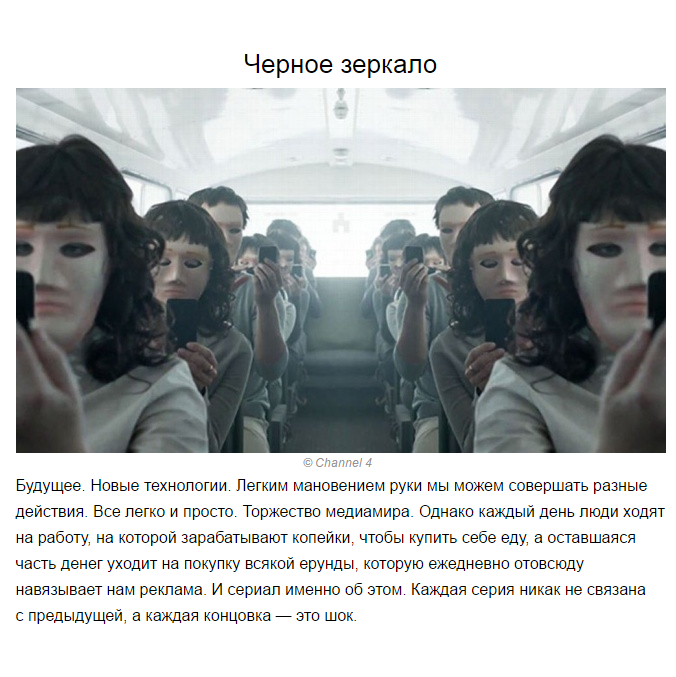 Черное зеркало
© Channel 4
Будущее. Новые технологии. Легким мановением руки мы можем совершать разные
действия. Все легко и просто. Торжество медиамира. Однако каждый день люди ходят
на работу, на которой зарабатывают копейки, чтобы купить себе еду, а оставшаяся
часть денег уходит на покупку всякой ерунды, которую ежедневно отовсюду
навязывает нам реклама. И сериал именно об этом. Каждая серия никак не связана
с предыдущей, а каждая концовка — это шок.